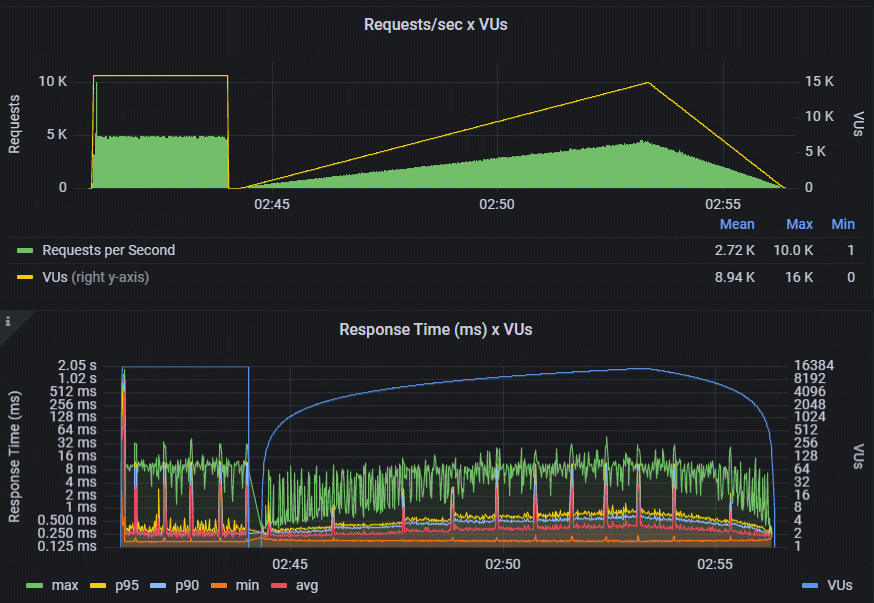 Requests/sec x VUs
Requests
10 K
5 K
0
15 K
10 K
5 K
0
VUs
02:45 02:50 02:55
Mean Max Min
Requests per Second 2.72 K 10.0 K 1
VUs (right y-axis) 8.94 K 16 K 0
i
Response Time (ms) x VUs
Response Time (ms)
2.05 s
1.02 s
512 ms
256 ms
128 ms
64 ms
32 ms
16 ms
8 ms
4 ms
2 ms
1 ms
0.500 ms
0.250 ms
0.125 ms
16384
8192
4096
2048
1024
512
256
128
64
32
16
8
4
2
1
VUs
02:45 02:50 02:55
max p95 p90 min avg VUs